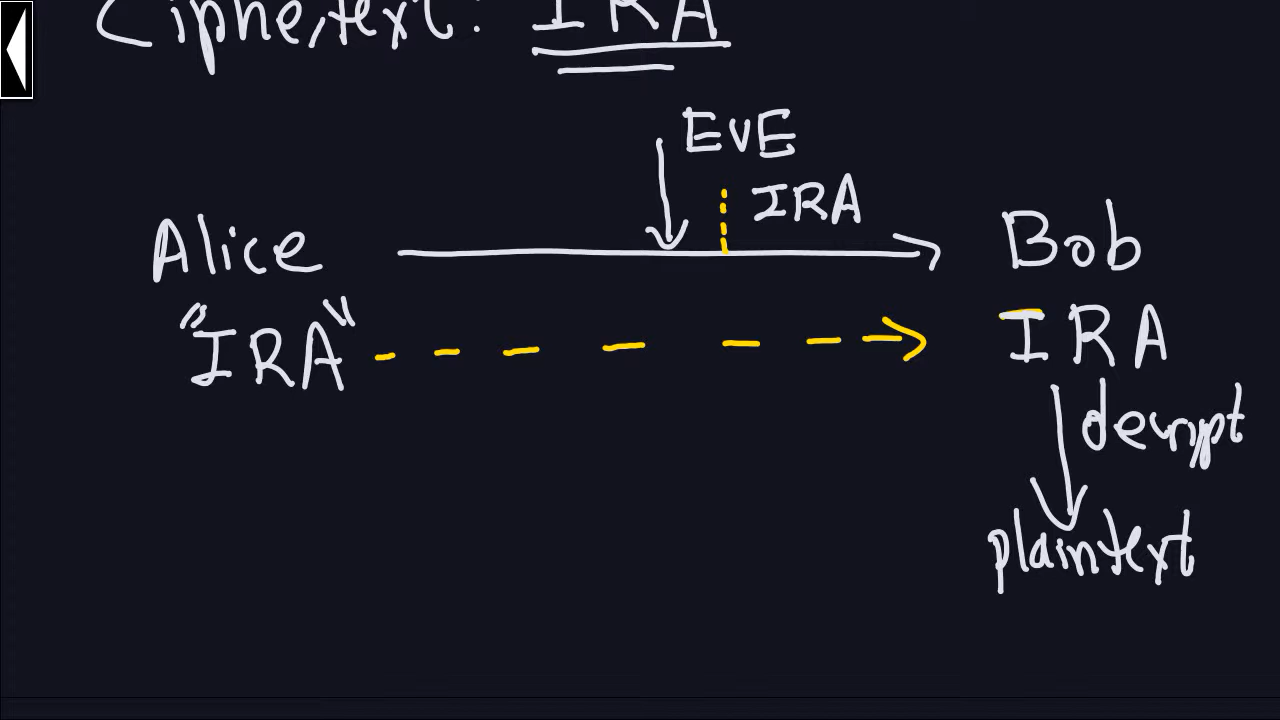 Ciphertext: IRA
EVE
IRA
Alice
Bob
"IRA"
IRA
decrypt
plaintext